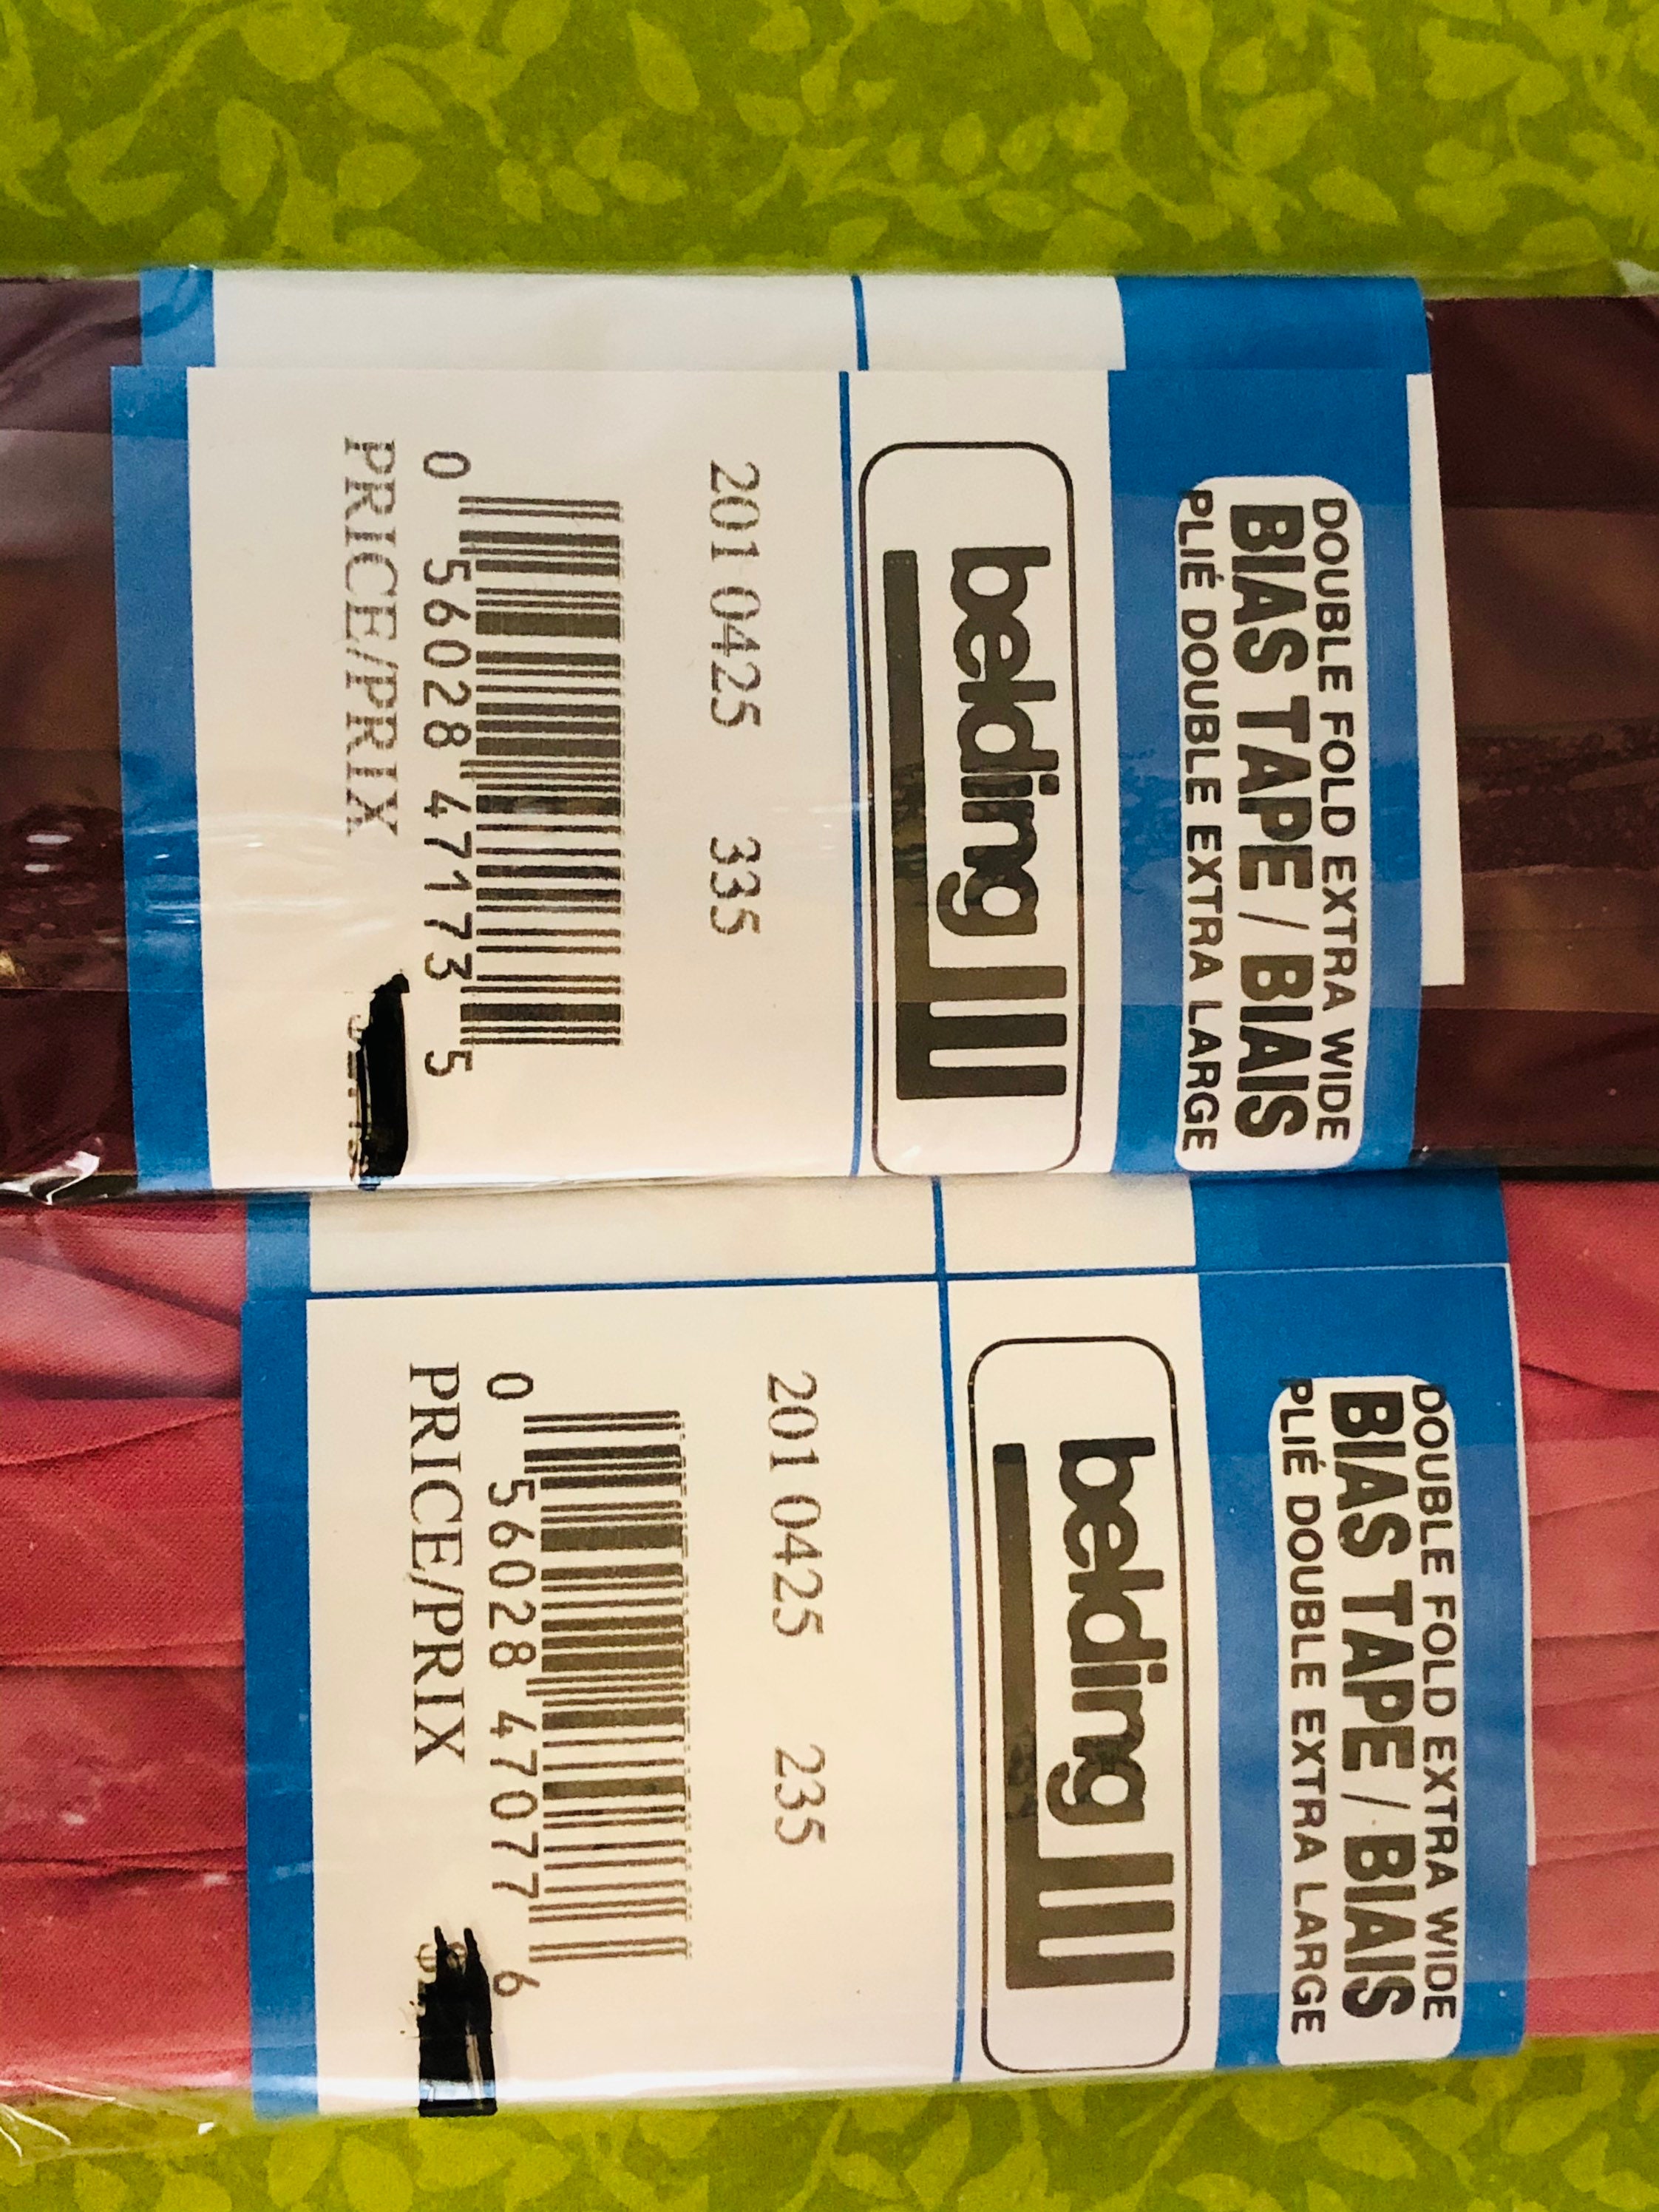 DOUBLE FOLD EXTRA WIDE
BIAS TAPE / BIAIS
PLIÉ DOUBLE EXTRA LARGE
belding
201 0425 335
0 56028 47173 5
PRICE/PRIX
DOUBLE FOLD EXTRA WIDE
BIAS TAPE / BIAIS
PLIÉ DOUBLE EXTRA LARGE
belding
201 0425 235
0 56028 47077 6
PRICE/PRIX